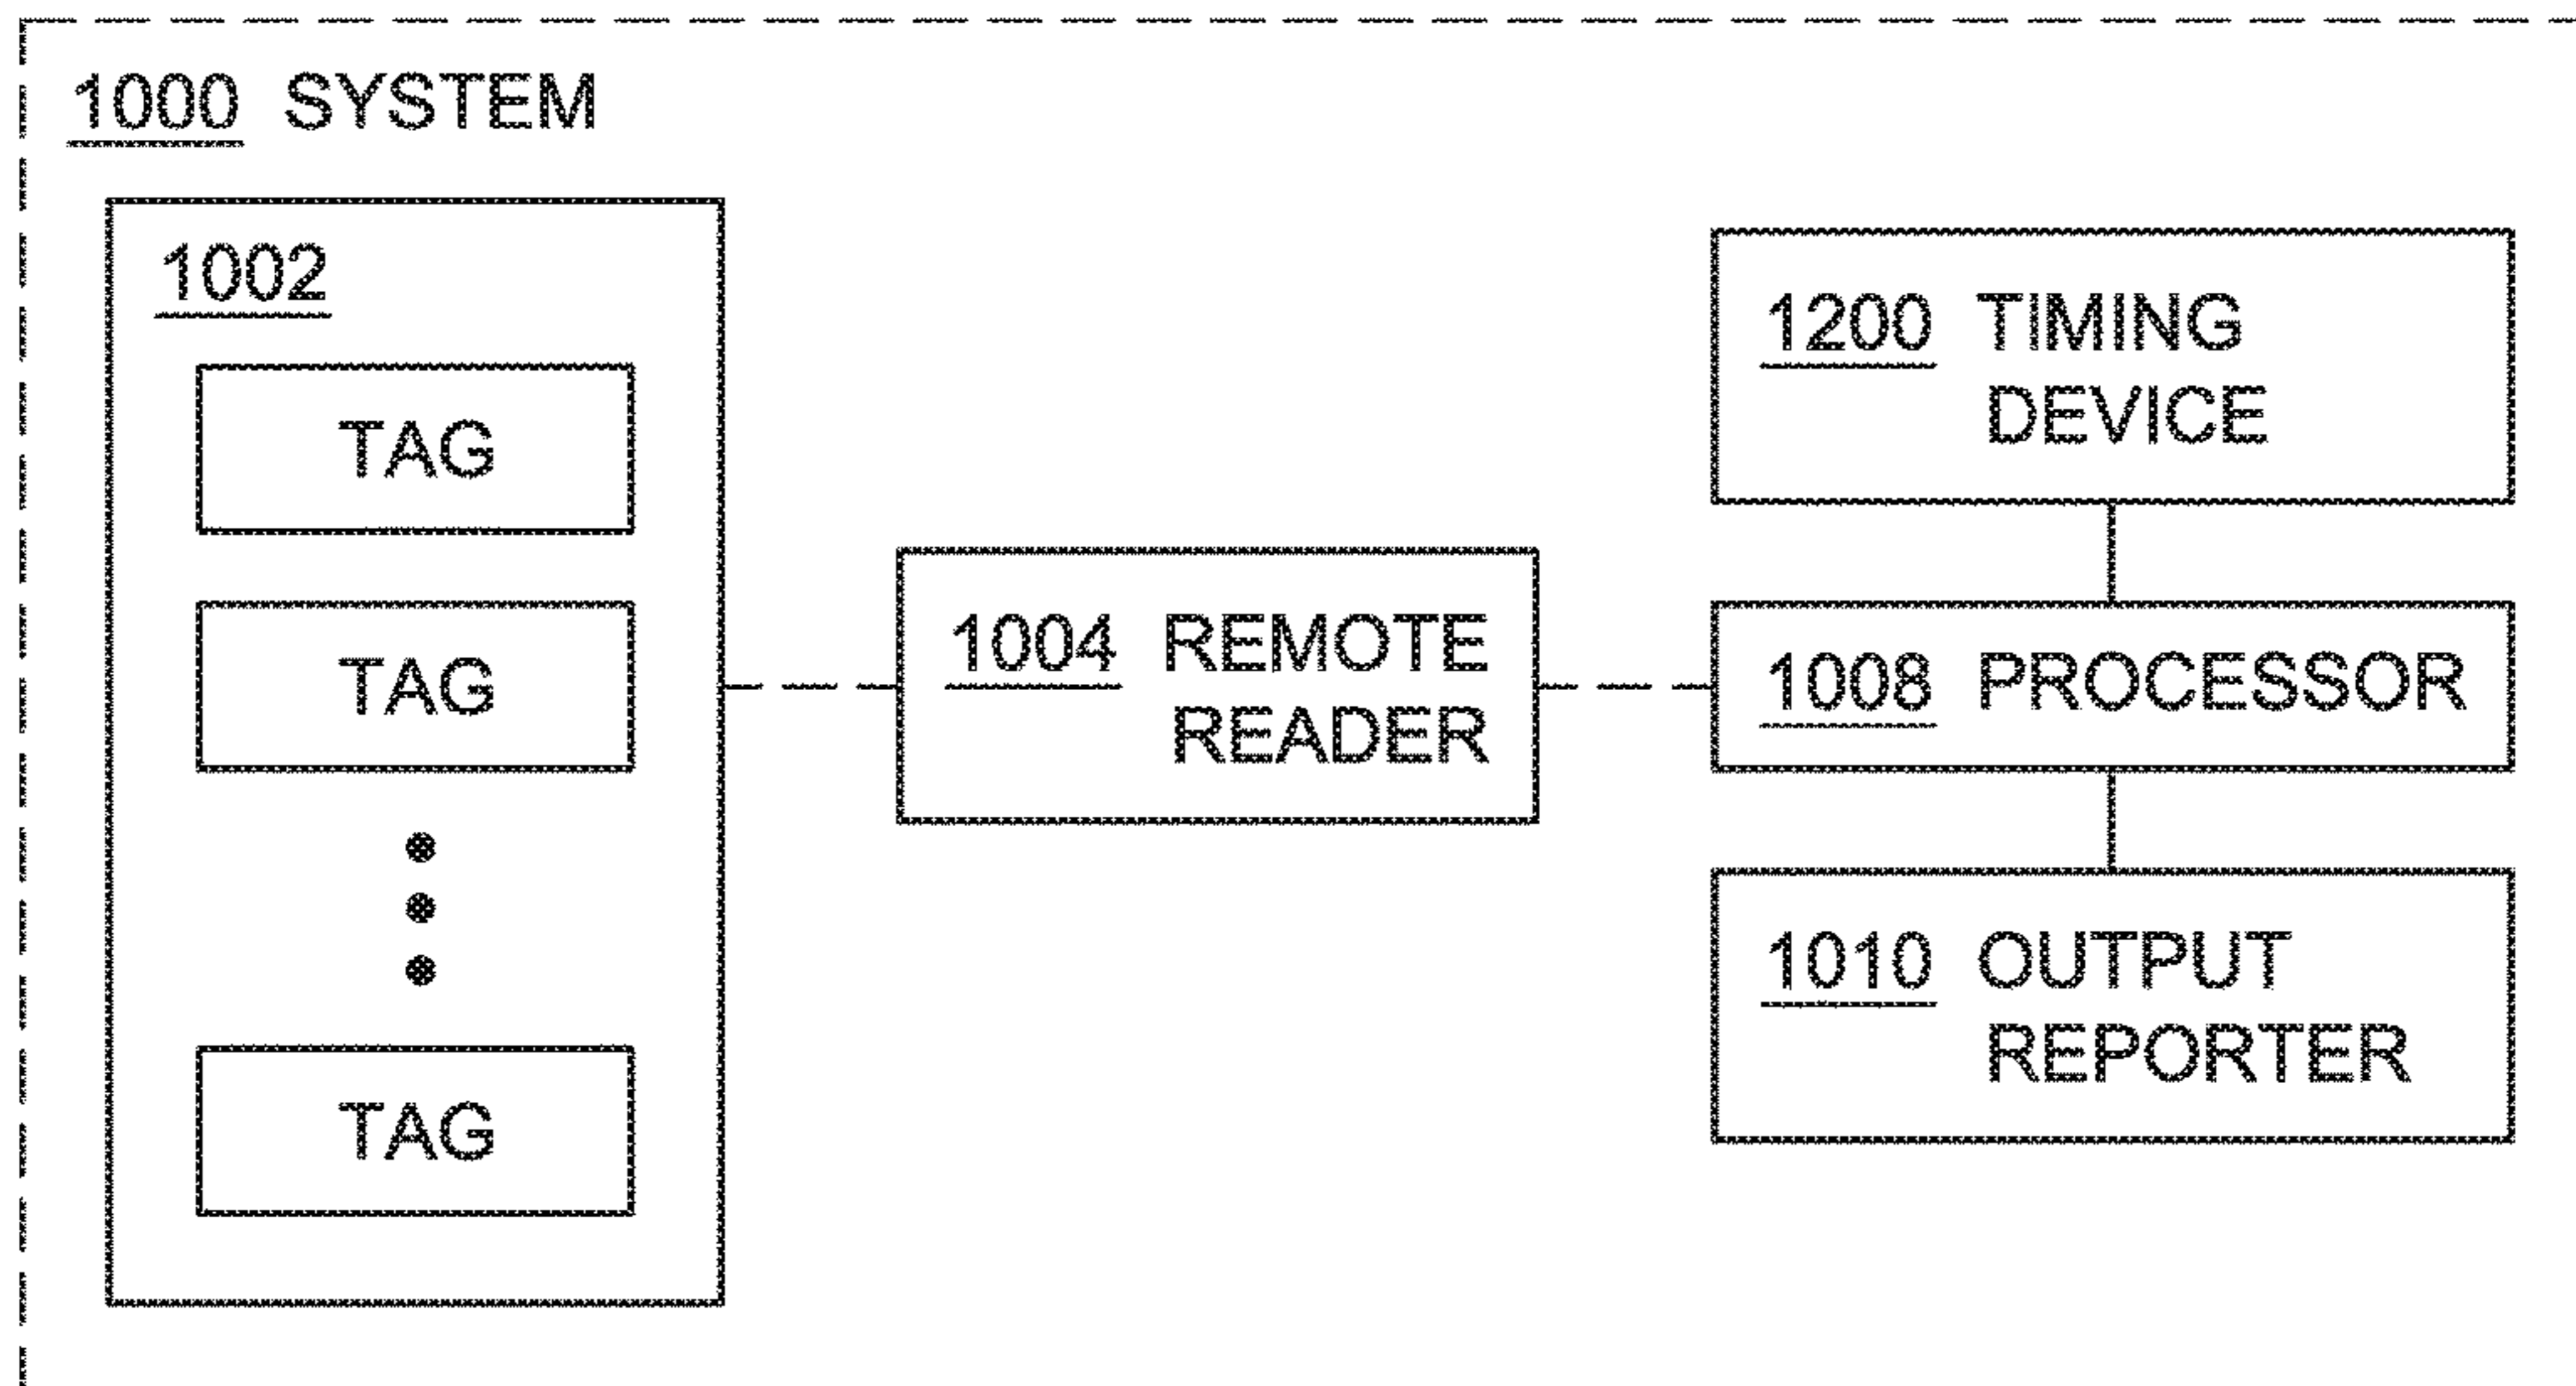 1000 SYSTEM
1002
TAG
TAG
TAG
1004 REMOTE
READER
1200 TIMING
DEVICE
1008 PROCESSOR
1010 OUTPUT
REPORTER